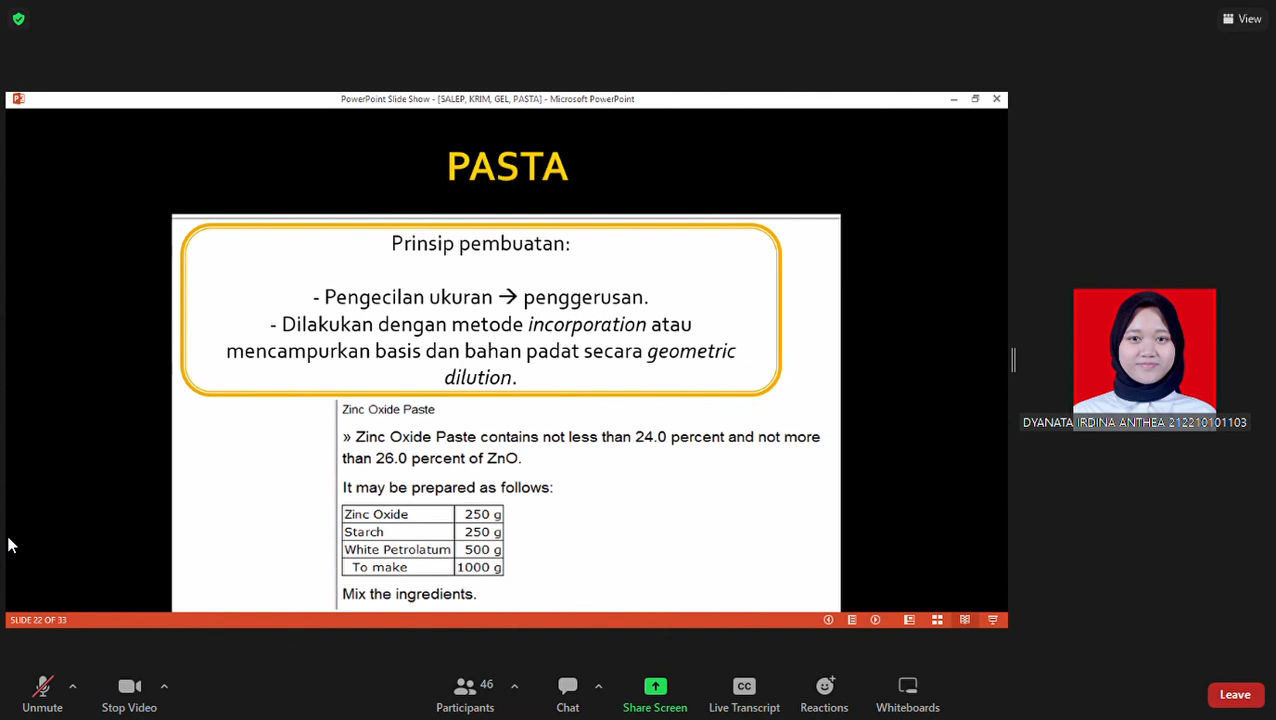 View
PowerPoint Slide Show - [SALEP, KRIM, GEL, PASTA] - Microsoft PowerPoint
PASTA
Prinsip pembuatan:
- Pengecilan ukuran → penggerusan.
- Dilakukan dengan metode incorporation atau
mencampurkan basis dan bahan padat secara geometric
dilution.
Zinc Oxide Paste
» Zinc Oxide Paste contains not less than 24.0 percent and not more
than 26.0 percent of ZnO.
It may be prepared as follows:
Zinc Oxide 250 g
Starch 250 g
White Petrolatum 500 g
To make 1000 g
Mix the ingredients.
DYANATA IRDINA ANTHEA 212210101103
SLIDE 22 OF 33
46
CC
Unmute Stop Video Participants Chat Share Screen Live Transcript Reactions Whiteboards Leave